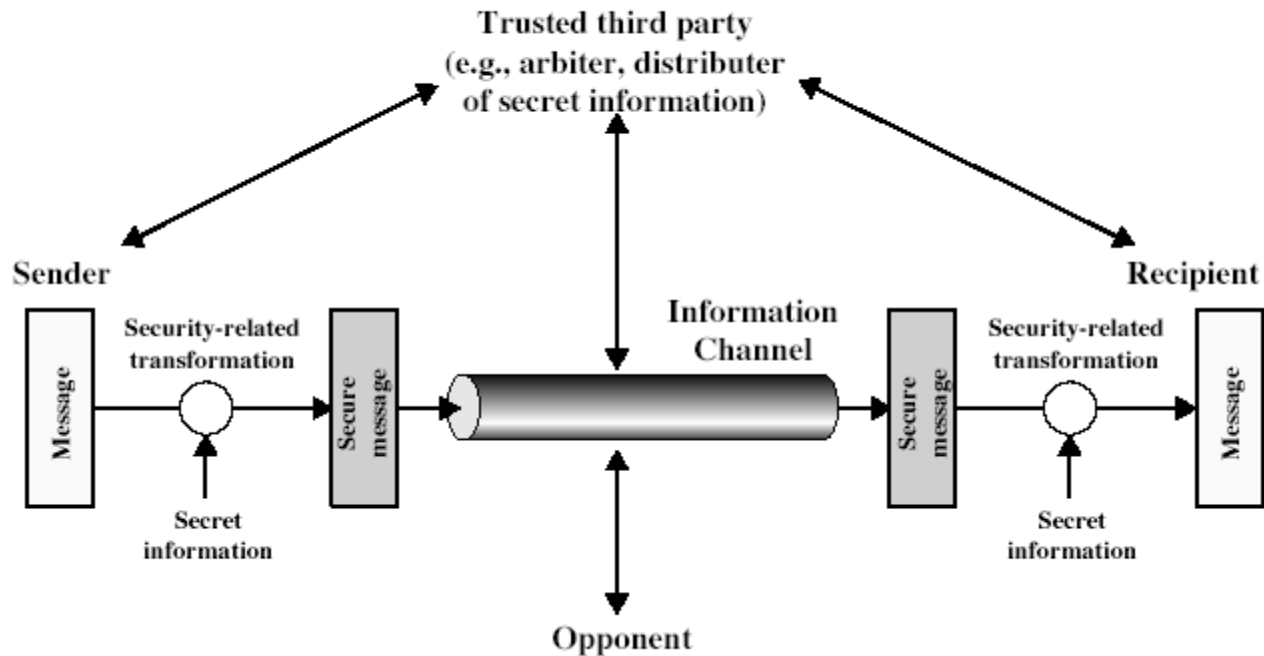 Trusted third party
(e.g., arbiter, distributer
of secret information)
Sender
Recipient
Information
Channel
Security-related
transformation
Security-related
transformation
Message
Secure
message
Secure
message
Message
Secret
information
Secret
information
Opponent